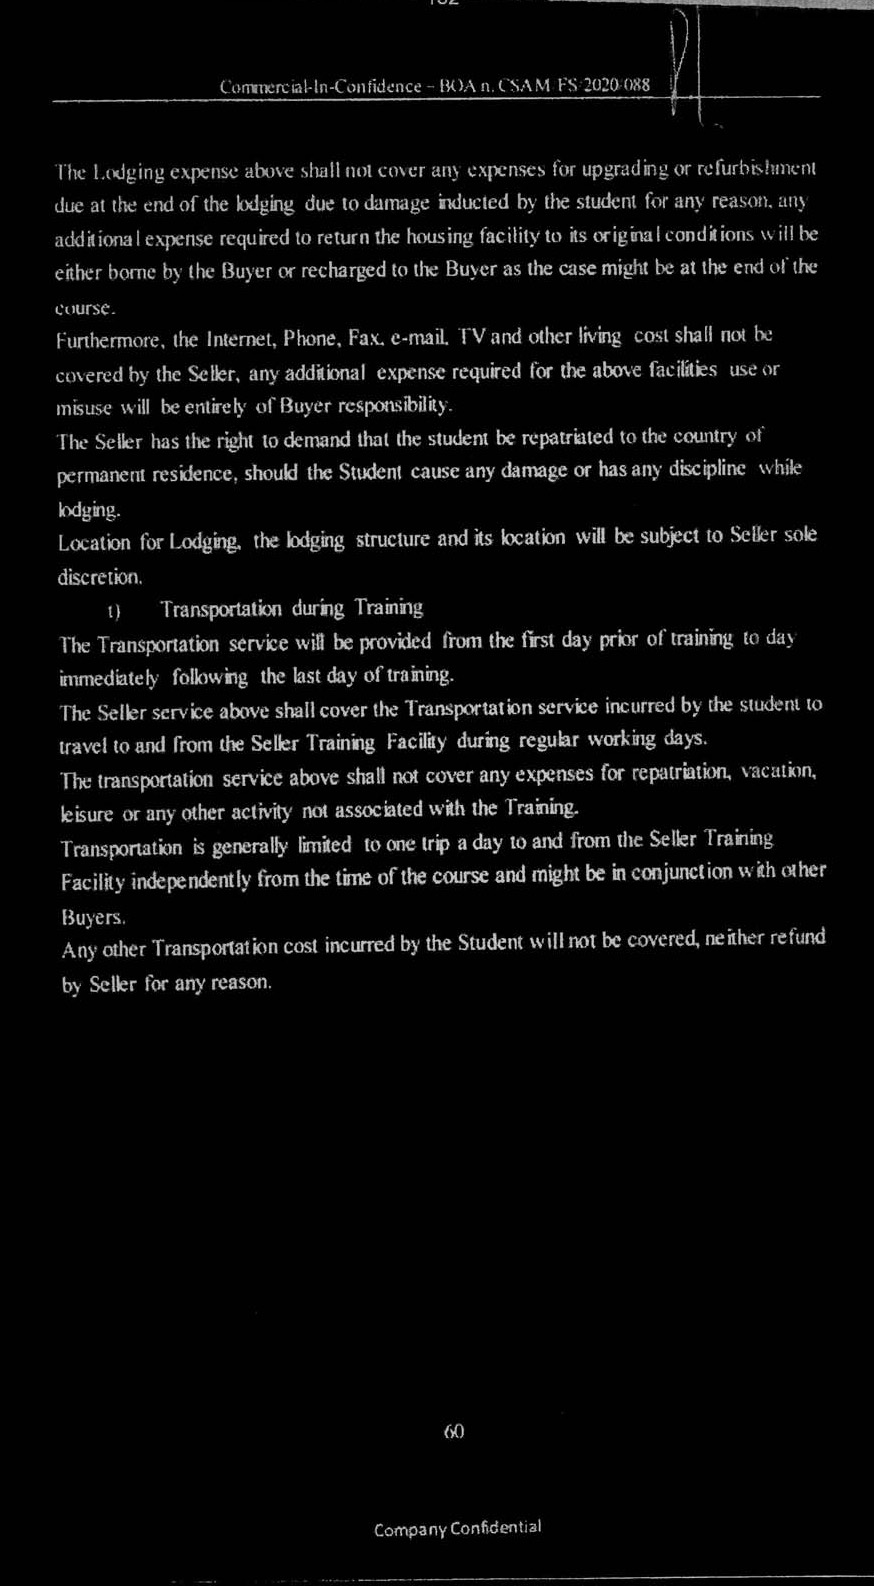 Commercial-In-Confidence – BOA n. CSAM-FS-2020-088
The Lodging expense above shall not cover any expenses for upgrading or refurbishment
due at the end of the lodging due to damage inducted by the student for any reason, any
additional expense required to return the housing facility to its original conditions will be
either borne by the Buyer or recharged to the Buyer as the case might be at the end of the
course.
Furthermore, the Internet, Phone, Fax, e-mail, TV and other living cost shall not be
covered by the Seller, any additional expense required for the above facilities use or
misuse will be entirely of Buyer responsibility.
The Seller has the right to demand that the student be repatriated to the country of
permanent residence, should the Student cause any damage or has any discipline while
lodging.
Location for Lodging, the lodging structure and its location will be subject to Seller sole
discretion.
t) Transportation during Training
The Transportation service will be provided from the first day prior of training to day
immediately following the last day of training.
The Seller service above shall cover the Transportation service incurred by the student to
travel to and from the Seller Training Facility during regular working days.
The transportation service above shall not cover any expenses for repatriation, vacation,
leisure or any other activity not associated with the Training.
Transportation is generally limited to one trip a day to and from the Seller Training
Facility independently from the time of the course and might be in conjunction with other
Buyers.
Any other Transportation cost incurred by the Student will not be covered, neither refund
by Seller for any reason.
60
Company Confidential